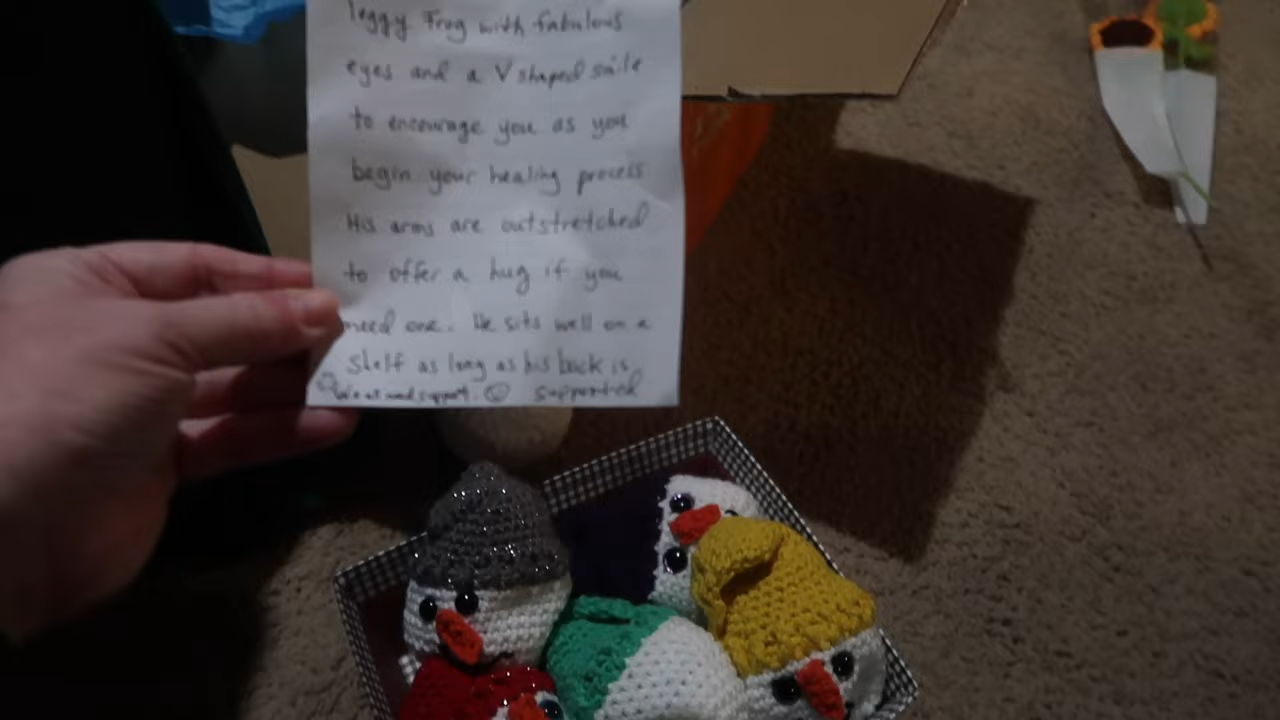 leggy Frog with fabulous
eyes and a V shaped smile
to encourage you as you
begin your healing process
His arms are outstretched
to offer a hug if you
need one. He sits well on a
shelf as long as his back is
supported